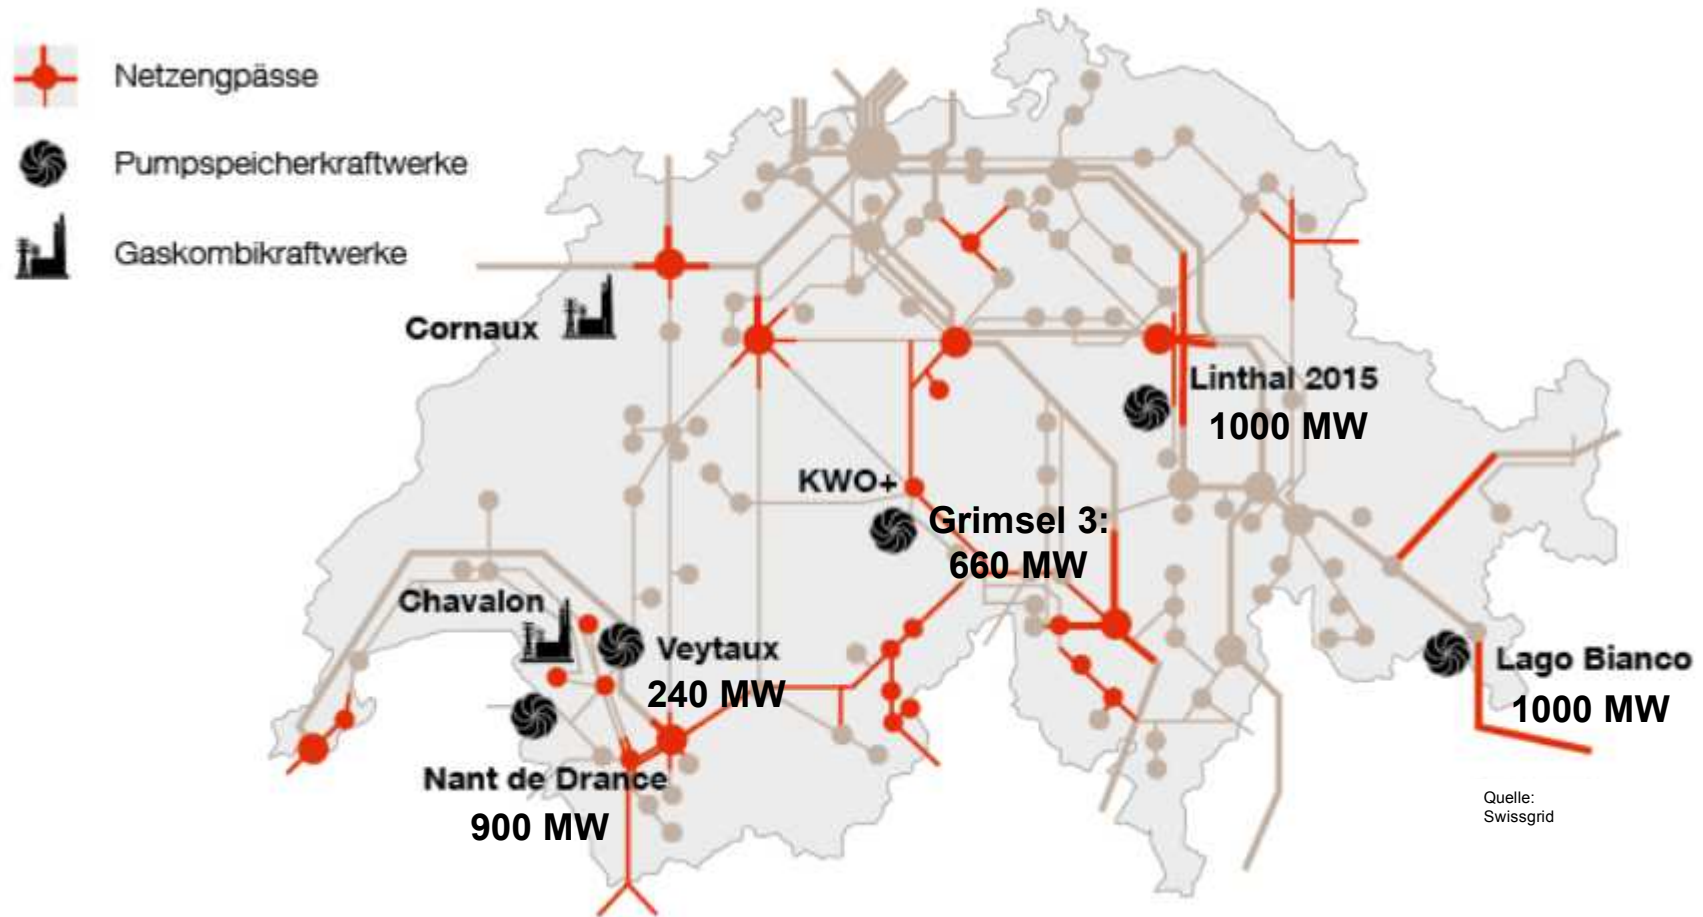 Netzengpässe
Pumpspeicherkraftwerke
Gaskombikraftwerke
Cornaux
Linthal 2015
1000 MW
KWO+
Grimsel 3:
660 MW
Chavalon
Veytaux
240 MW
Lago Bianco
1000 MW
Nant de Drance
900 MW
Quelle:
Swissgrid